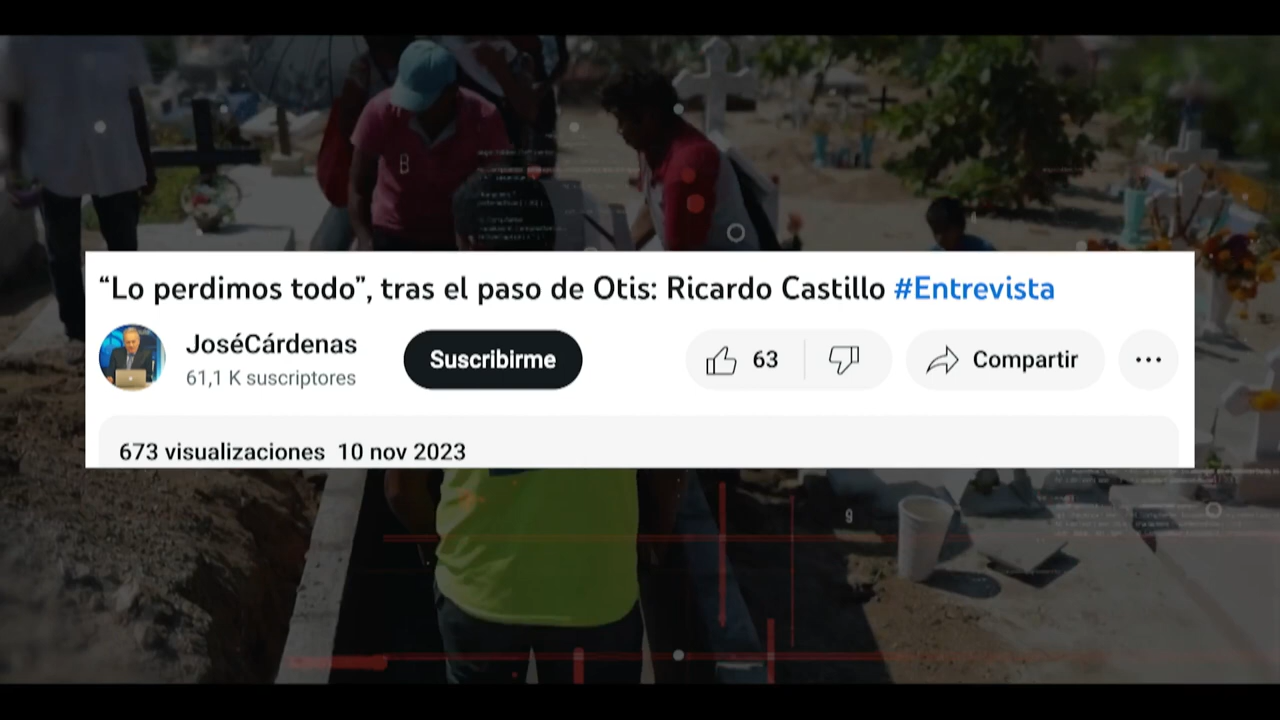 “Lo perdimos todo”, tras el paso de Otis: Ricardo Castillo #Entrevista
JoséCárdenas
61,1 K suscriptores
Suscribirme
63
Compartir
673 visualizaciones 10 nov 2023
9